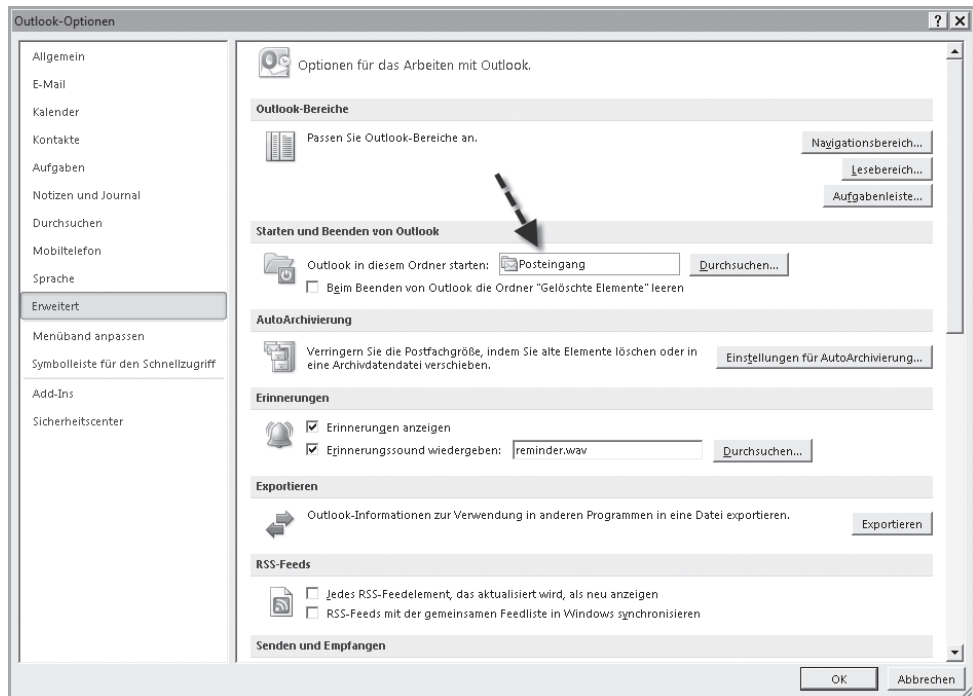 Outlook-Optionen
Allgemein
E-Mail
Kalender
Kontakte
Aufgaben
Notizen und Journal
Durchsuchen
Mobiltelefon
Sprache
Erweitert
Menüband anpassen
Symbolleiste für den Schnellzugriff
Add-Ins
Sicherheitscenter
Optionen für das Arbeiten mit Outlook.
Outlook-Bereiche
Passen Sie Outlook-Bereiche an.
Navigationsbereich...
Lesebereich...
Aufgabenleiste...
Starten und Beenden von Outlook
Outlook in diesem Ordner starten: Posteingang Durchsuchen...
Beim Beenden von Outlook die Ordner "Gelöschte Elemente" leeren
AutoArchivierung
Verringern Sie die Postfachgröße, indem Sie alte Elemente löschen oder in
eine Archivdatendatei verschieben.
Einstellungen für AutoArchivierung...
Erinnerungen
Erinnerungen anzeigen
Erinnerungssound wiedergeben: reminder.wav Durchsuchen...
Exportieren
Outlook-Informationen zur Verwendung in anderen Programmen in eine Datei exportieren.
Exportieren
RSS-Feeds
Jedes RSS-Feedelement, das aktualisiert wird, als neu anzeigen
RSS-Feeds mit der gemeinsamen Feedliste in Windows synchronisieren
Senden und Empfangen
OK Abbrechen